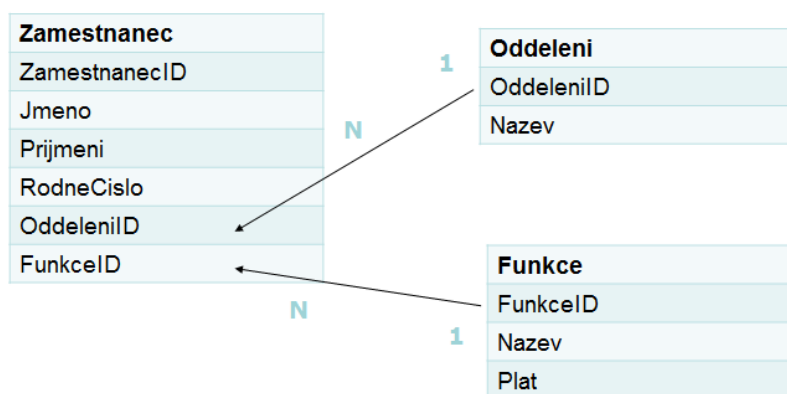 Zamestnanec
ZamestnanecID
Jmeno
Prijmeni
RodneCislo
OddeleniID
FunkceID
N
N
1
1
Oddeleni
OddeleniID
Nazev
Funkce
FunkceID
Nazev
Plat